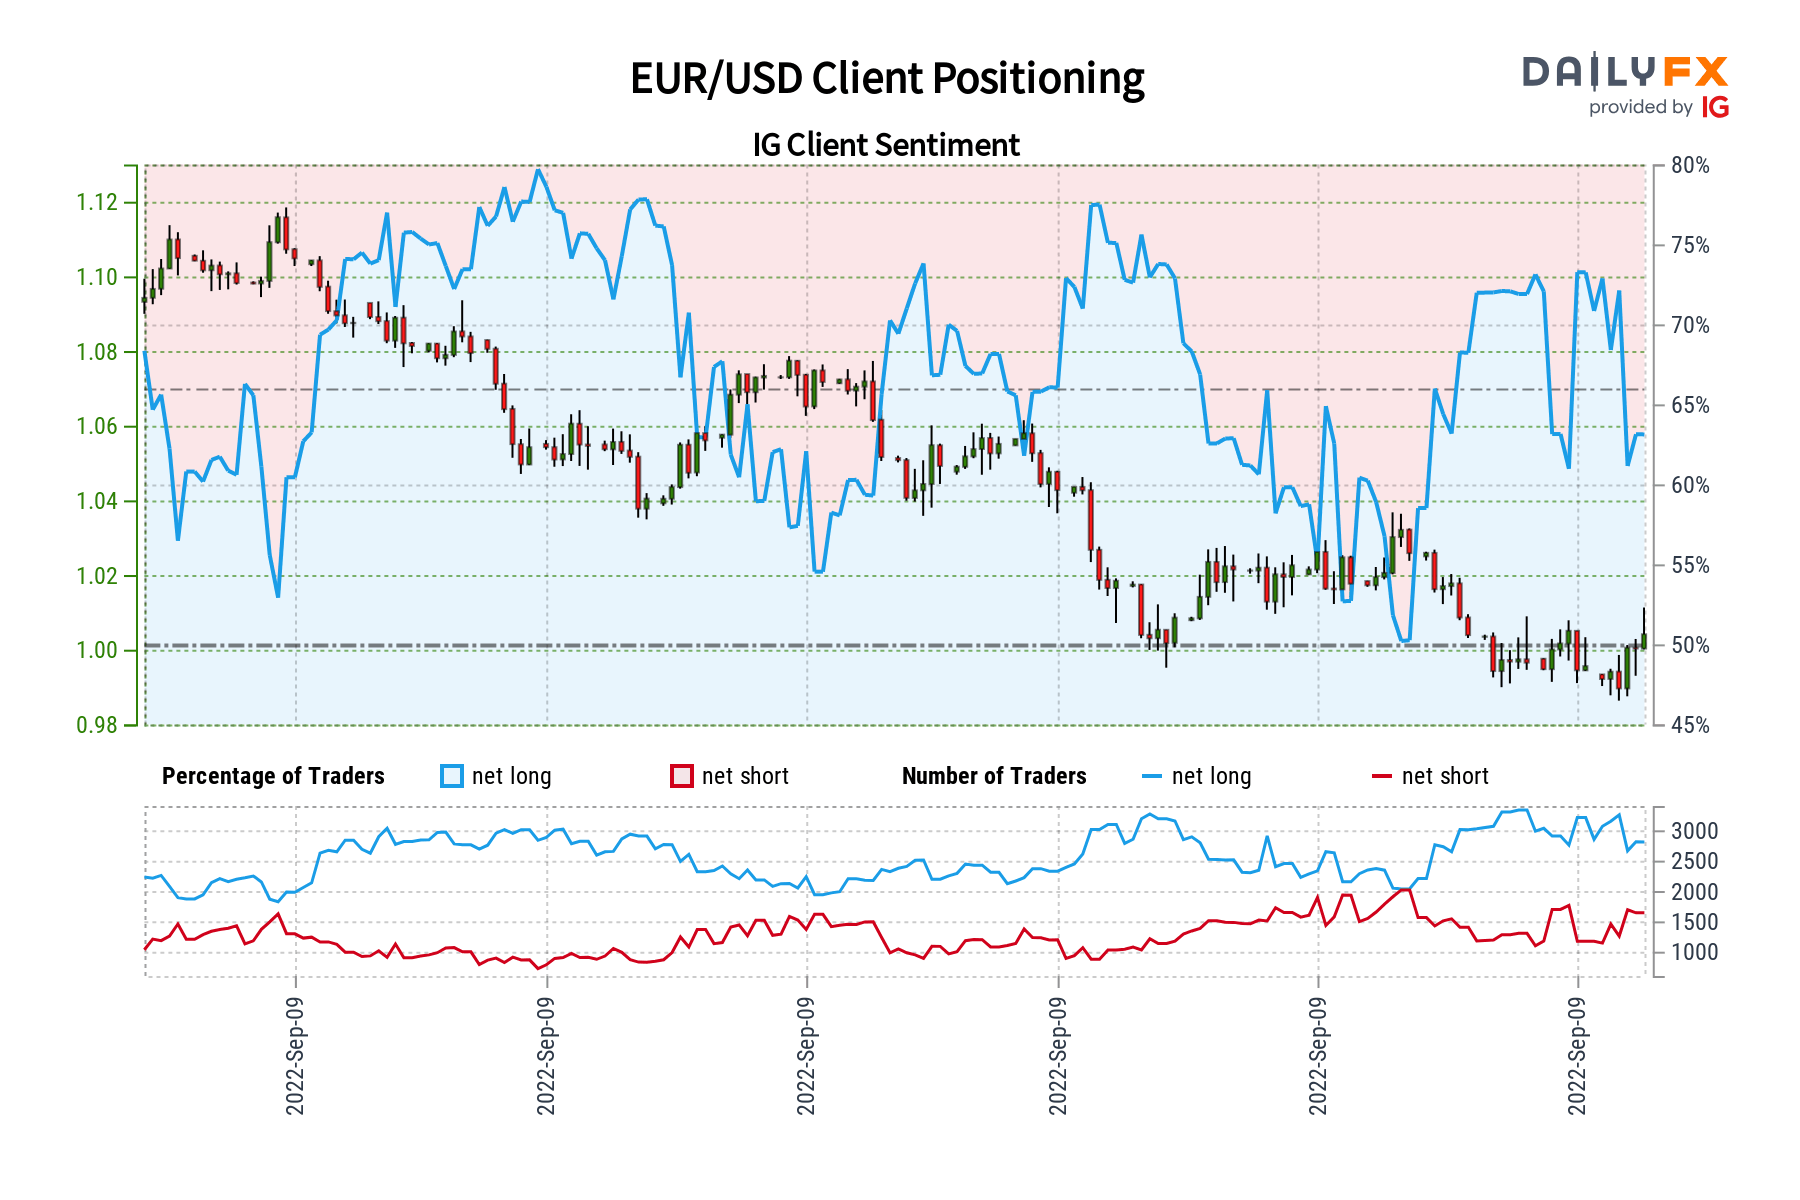 EUR/USD Client Positioning
DAILYFX
provided by IG
IG Client Sentiment
1.12
1.10
1.08
1.06
1.04
1.02
1.00
0.98
80%
75%
70%
65%
60%
55%
50%
45%
Percentage of Traders net long net short Number of Traders net long net short
3000
2500
2000
1500
1000
2022-Sep-09
2022-Sep-09
2022-Sep-09
2022-Sep-09
2022-Sep-09
2022-Sep-09